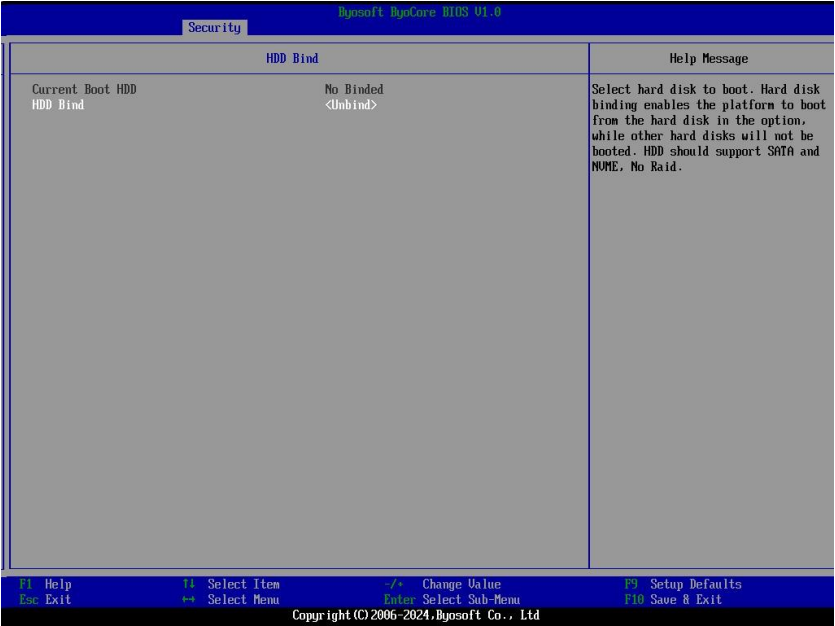 Byosoft ByoCore BIOS V1.0
Security
HDD Bind
Help Message
Current Boot HDD No Binded
HDD Bind <Unbind>
Select hard disk to boot. Hard disk
binding enables the platform to boot
from the hard disk in the option,
while other hard disks will not be
booted. HDD should support SATA and
NVME, No Raid.
F1 Help ↑↓ Select Item -/+ Change Value F9 Setup Defaults
Esc Exit ←→ Select Menu Enter Select Sub-Menu F10 Save & Exit
Copyright(C)2006-2024,Byosoft Co., Ltd